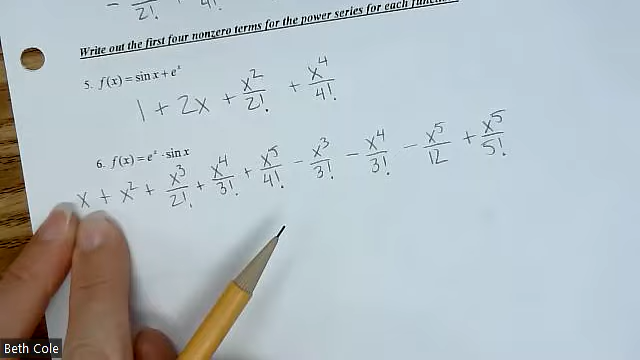 - 2! 4!
Write out the first four nonzero terms for the power series for each
5. f(x) = sin x + e^x
1 + 2x + x^2/2! + x^4/4!
6. f(x) = e^x · sin x
x + x^2 + x^3/2! + x^4/3! + x^5/4! - x^3/3! - x^4/3! - x^5/12 + x^5/5!
Beth Cole